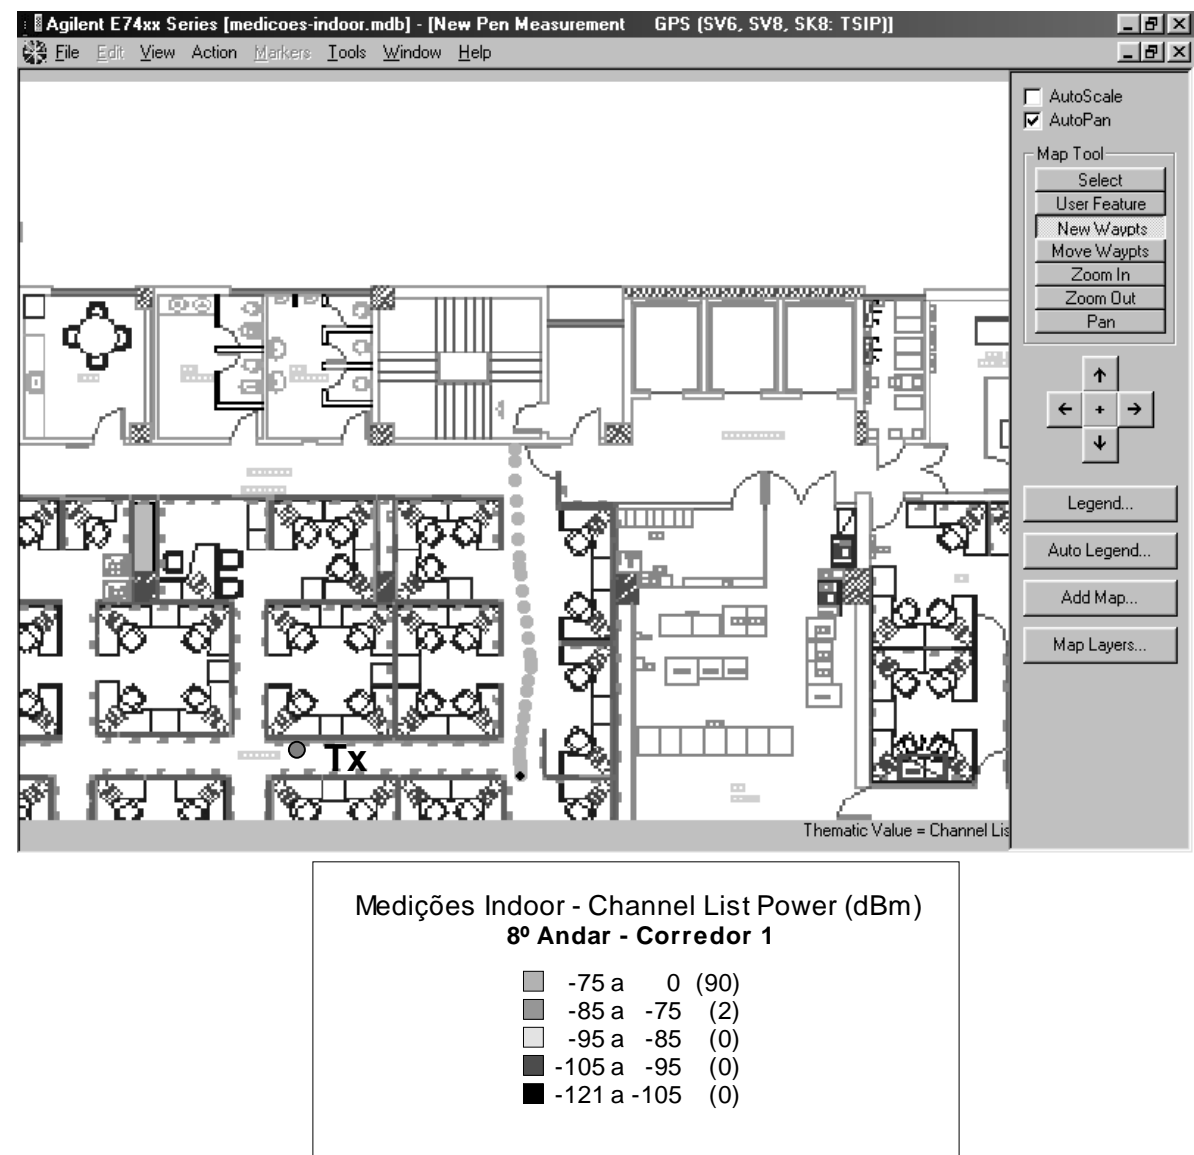 Agilent E74xx Series [medicoes-indoor.mdb] - [New Pen Measurement GPS (SV6, SV8, SK8: TSIP)]
File Edit View Action Markers Tools Window Help
AutoScale
AutoPan
Map Tool
Select
User Feature
New Waypts
Move Waypts
Zoom In
Zoom Out
Pan
Legend...
Auto Legend...
Add Map...
Map Layers...
Tx
Thematic Value = Channel Lis
Medições Indoor - Channel List Power (dBm)
8º Andar - Corredor 1
-75 a 0 (90)
-85 a -75 (2)
-95 a -85 (0)
-105 a -95 (0)
-121 a -105 (0)